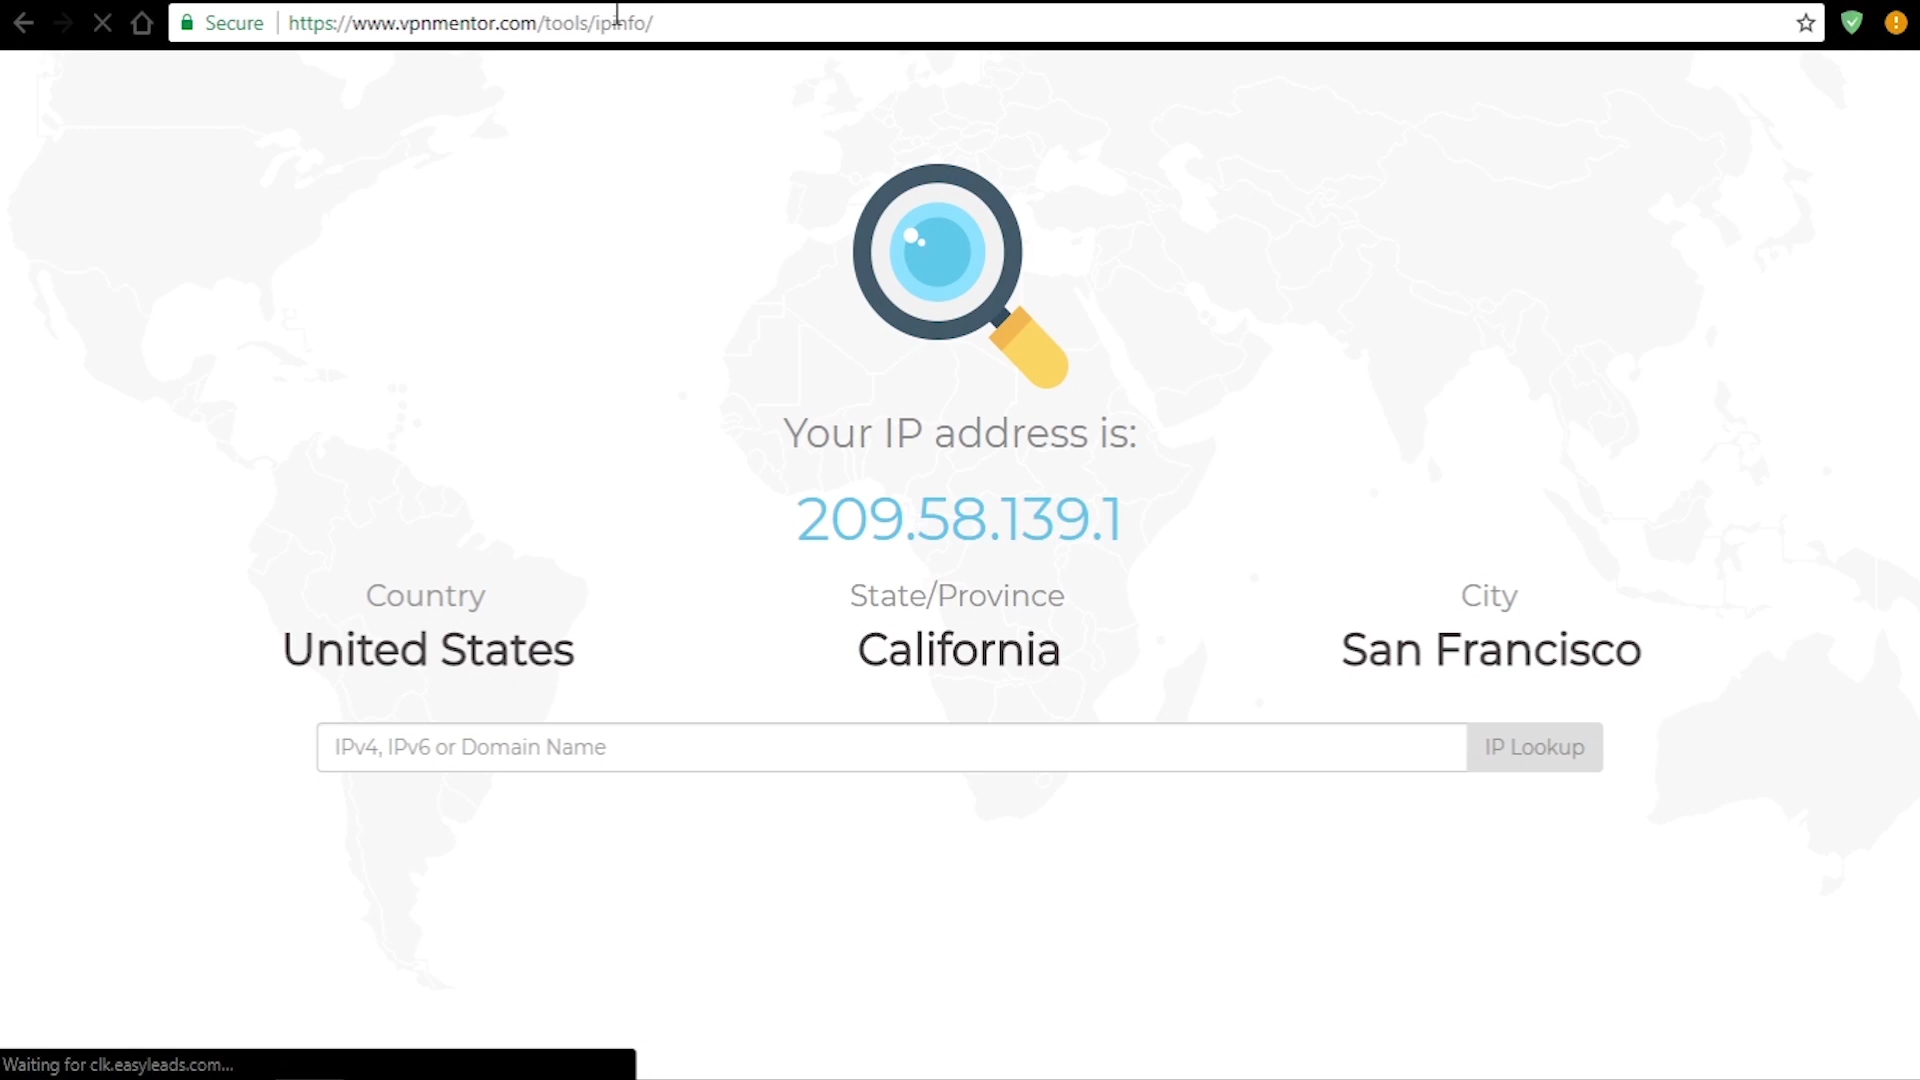 Secure
https://www.vpnmentor.com/tools/ipinfo/
Your IP address is:
209.58.139.1
Country
State/Province
City
United States
California
San Francisco
IPv4, IPv6 or Domain Name
IP Lookup
Waiting for clk.easyleads.com...